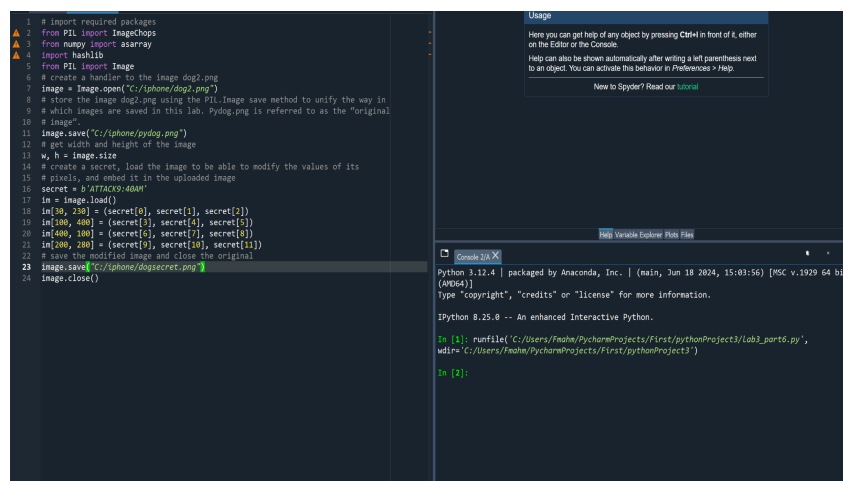 1 # import required packages
2 from PIL import ImageChops
3 from numpy import asarray
4 import hashlib
5 from PIL import Image
6 # create a handler to the image dog2.png
7 image = Image.open("C:/iphone/dog2.png")
8 # store the image dog2.png using the PIL.Image save method to unify the way in
9 # which images are saved in this lab. Pydog.png is referred to as the "original
10 # image".
11 image.save("C:/iphone/pydog.png")
12 # get width and height of the image
13 w, h = image.size
14 # create a secret, load the image to be able to modify the values of its
15 # pixels, and embed it in the uploaded image
16 secret = b'ATTACK9:40AM'
17 im = image.load()
18 im[30, 230] = (secret[0], secret[1], secret[2])
19 im[100, 400] = (secret[3], secret[4], secret[5])
20 im[400, 100] = (secret[6], secret[7], secret[8])
21 im[200, 280] = (secret[9], secret[10], secret[11])
22 # save the modified image and close the original
23 image.save("C:/iphone/dogsecret.png")
24 image.close()
Usage
Here you can get help of any object by pressing Ctrl+I in front of it, either
on the Editor or the Console.
Help can also be shown automatically after writing a left parenthesis next
to an object. You can activate this behavior in Preferences > Help.
New to Spyder? Read our tutorial
Help Variable Explorer Plots Files
Console 2/A X
Python 3.12.4 | packaged by Anaconda, Inc. | (main, Jun 18 2024, 15:03:56) [MSC v.1929 64 bi
(AMD64)]
Type "copyright", "credits" or "license" for more information.
IPython 8.25.0 -- An enhanced Interactive Python.
In [1]: runfile('C:/Users/Fmahm/PycharmProjects/First/pythonProject3/Lab3_part6.py',
wdir='C:/Users/Fmahm/PycharmProjects/First/pythonProject3')
In [2]: